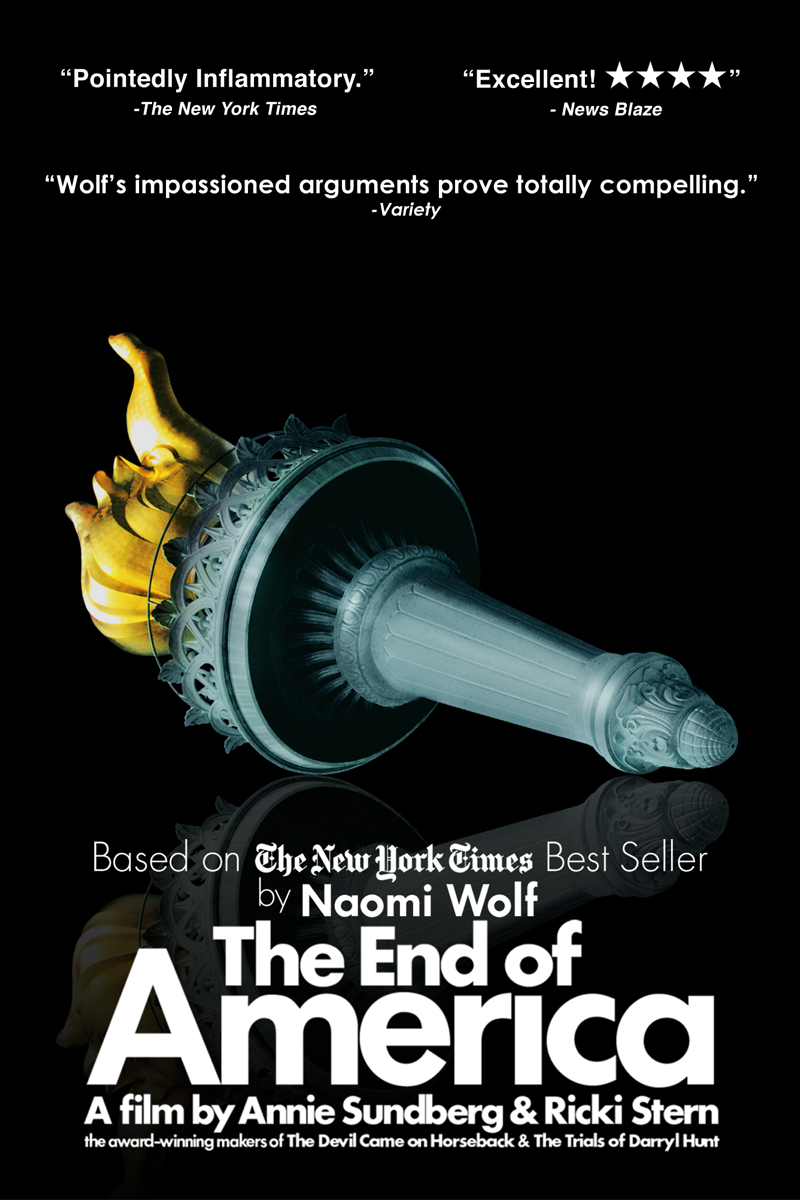 “Pointedly Inflammatory.”
-The New York Times
“Excellent! ★★★★”
- News Blaze
“Wolf’s impassioned arguments prove totally compelling.”
-Variety
Based on The New York Times Best Seller
by Naomi Wolf
The End of
America
A film by Annie Sundberg & Ricki Stern
the award-winning makers of The Devil Came on Horseback & The Trials of Darryl Hunt